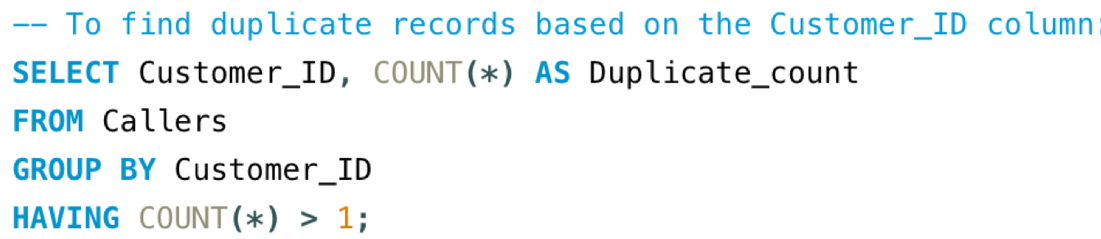 -- To find duplicate records based on the Customer_ID column:
SELECT Customer_ID, COUNT(*) AS Duplicate_count
FROM Callers
GROUP BY Customer_ID
HAVING COUNT(*) > 1;